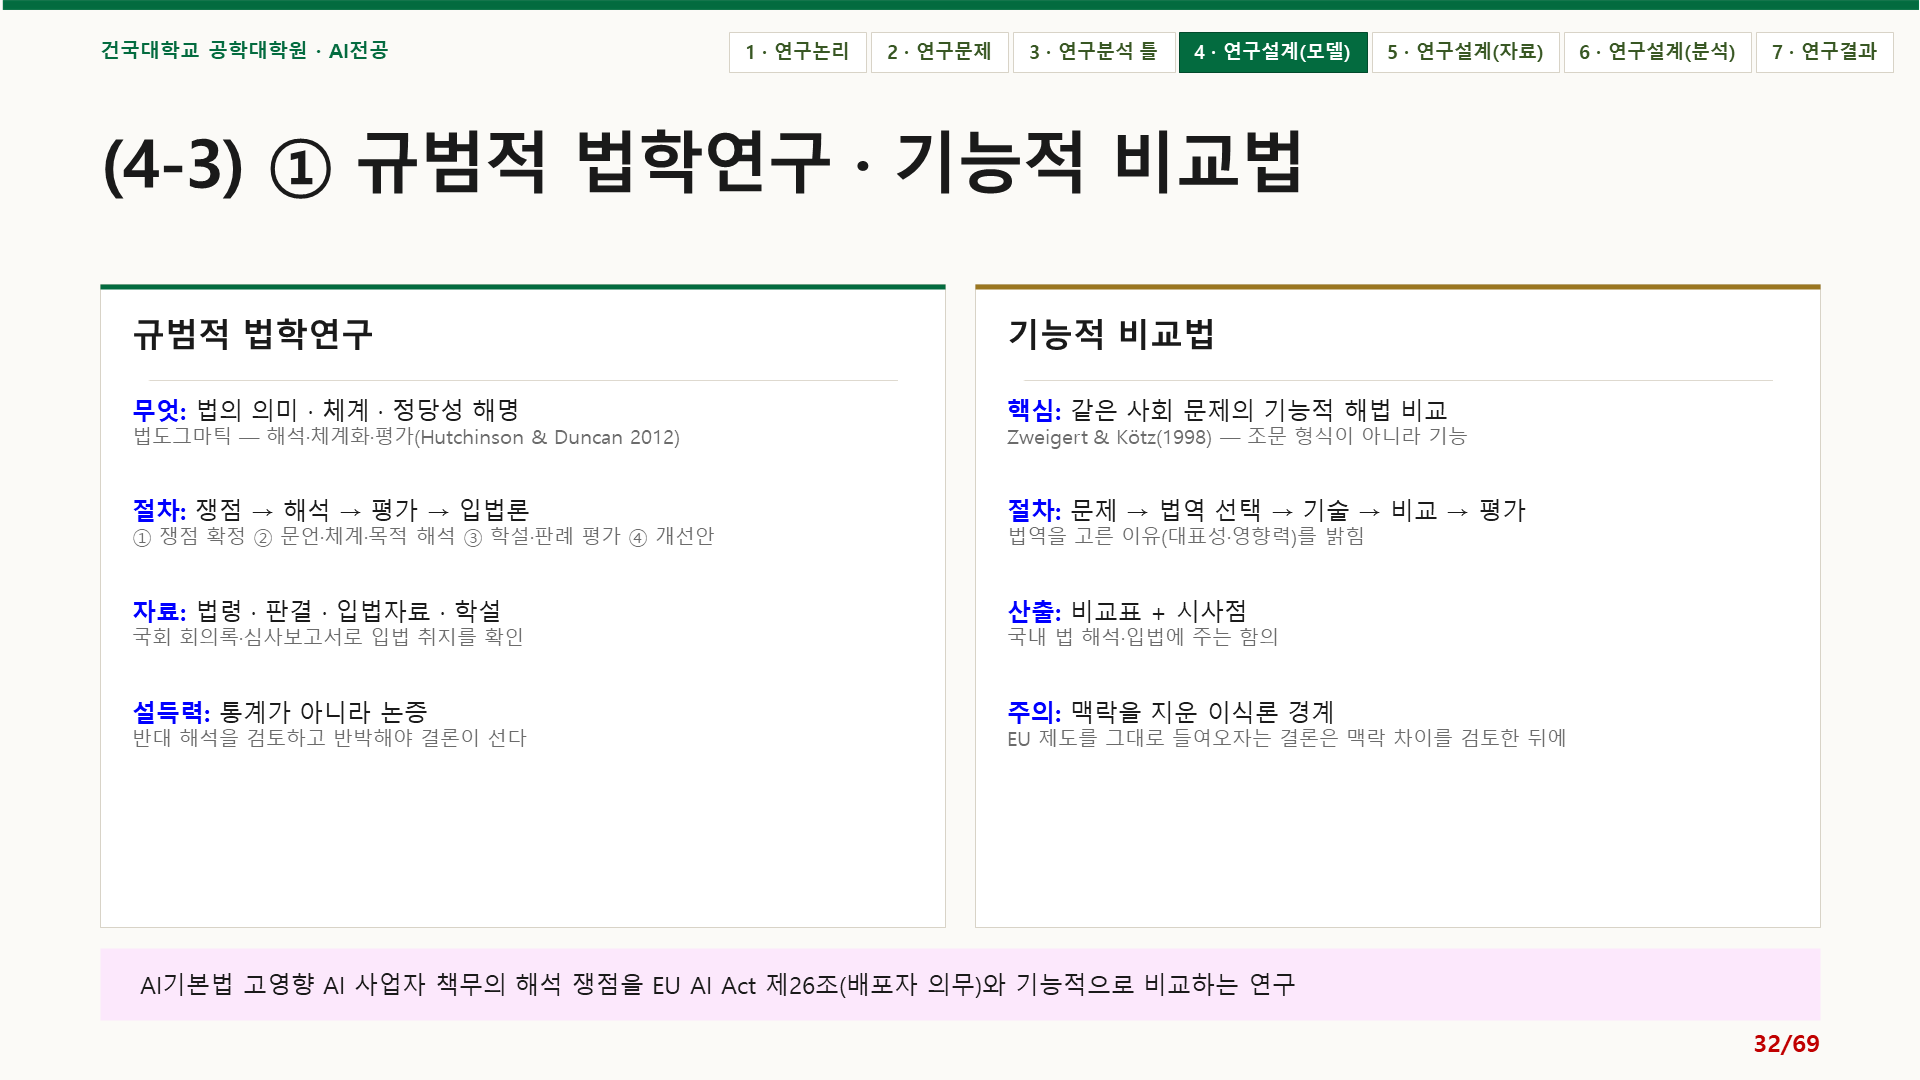 건국대학교 공학대학원 · AI전공
1 · 연구논리
2 · 연구문제
3 · 연구분석 틀
4 · 연구설계(모델)
5 · 연구설계(자료)
6 · 연구설계(분석)
7 · 연구결과
(4-3) ① 규범적 법학연구 · 기능적 비교법
규범적 법학연구
무엇: 법의 의미 · 체계 · 정당성 해명
법도그마틱 — 해석·체계화·평가(Hutchinson & Duncan 2012)
절차: 쟁점 → 해석 → 평가 → 입법론
① 쟁점 확정 ② 문언·체계·목적 해석 ③ 학설·판례 평가 ④ 개선안
자료: 법령 · 판결 · 입법자료 · 학설
국회 회의록·심사보고서로 입법 취지를 확인
설득력: 통계가 아니라 논증
반대 해석을 검토하고 반박해야 결론이 선다
기능적 비교법
핵심: 같은 사회 문제의 기능적 해법 비교
Zweigert & Kötz(1998) — 조문 형식이 아니라 기능
절차: 문제 → 법역 선택 → 기술 → 비교 → 평가
법역을 고른 이유(대표성·영향력)를 밝힘
산출: 비교표 + 시사점
국내 법 해석·입법에 주는 함의
주의: 맥락을 지운 이식론 경계
EU 제도를 그대로 들여오자는 결론은 맥락 차이를 검토한 뒤에
AI기본법 고영향 AI 사업자 책무의 해석 쟁점을 EU AI Act 제26조(배포자 의무)와 기능적으로 비교하는 연구
32/69